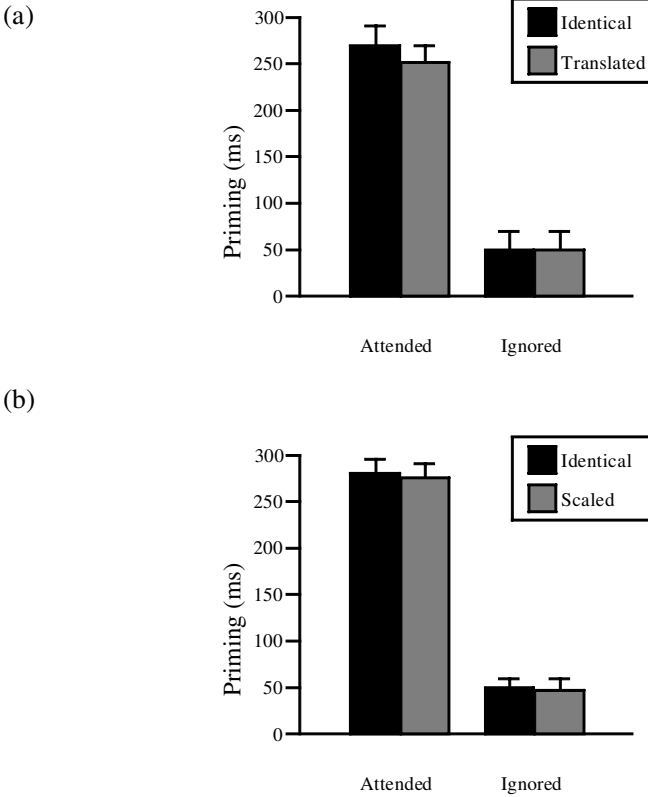 (a)
300
250
200
150
100
50
0
Priming (ms)
Identical
Translated
Attended Ignored
(b)
300
250
200
150
100
50
0
Priming (ms)
Identical
Scaled
Attended Ignored